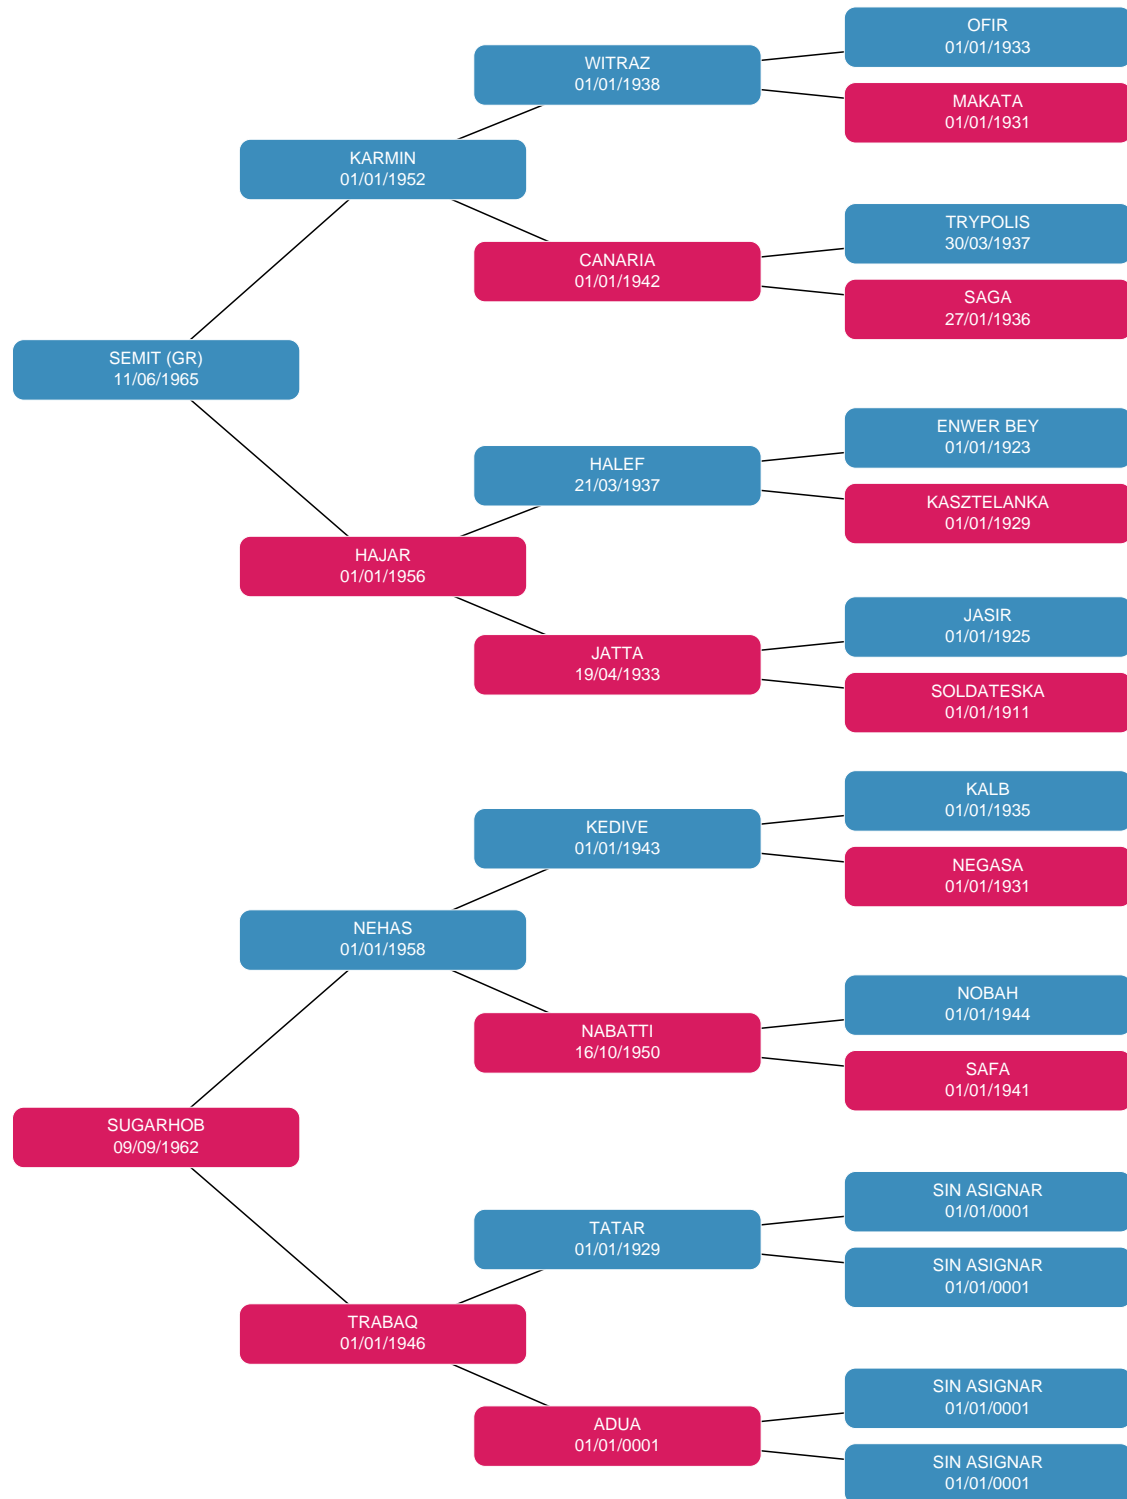 OFIR
01/01/1933
WITRAZ
01/01/1938
MAKATA
01/01/1931
KARMIN
01/01/1952
TRYPOLIS
30/03/1937
CANARIA
01/01/1942
SAGA
27/01/1936
SEMIT (GR)
11/06/1965
ENWER BEY
01/01/1923
HALEF
21/03/1937
KASZTELANKA
01/01/1929
HAJAR
01/01/1956
JASIR
01/01/1925
JATTA
19/04/1933
SOLDATESKA
01/01/1911
KALB
01/01/1935
KEDIVE
01/01/1943
NEGASA
01/01/1931
NEHAS
01/01/1958
NOBAH
01/01/1944
NABATTI
16/10/1950
SAFA
01/01/1941
SUGARHOB
09/09/1962
SIN ASIGNAR
01/01/0001
TATAR
01/01/1929
SIN ASIGNAR
01/01/0001
TRABAQ
01/01/1946
SIN ASIGNAR
01/01/0001
ADUA
01/01/0001
SIN ASIGNAR
01/01/0001